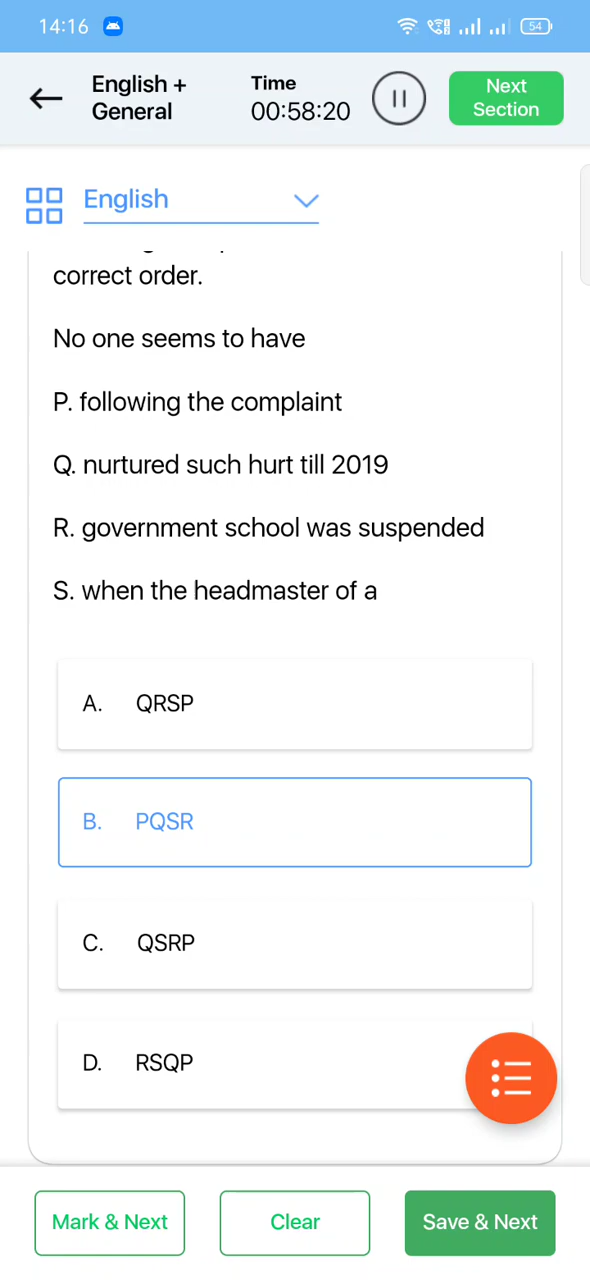 14:16
54
English +
General
Time
00:58:20
Next
Section
English
correct order.
No one seems to have
P. following the complaint
Q. nurtured such hurt till 2019
R. government school was suspended
S. when the headmaster of a
A. QRSP
B. PQSR
C. QSRP
D. RSQP
Mark & Next
Clear
Save & Next